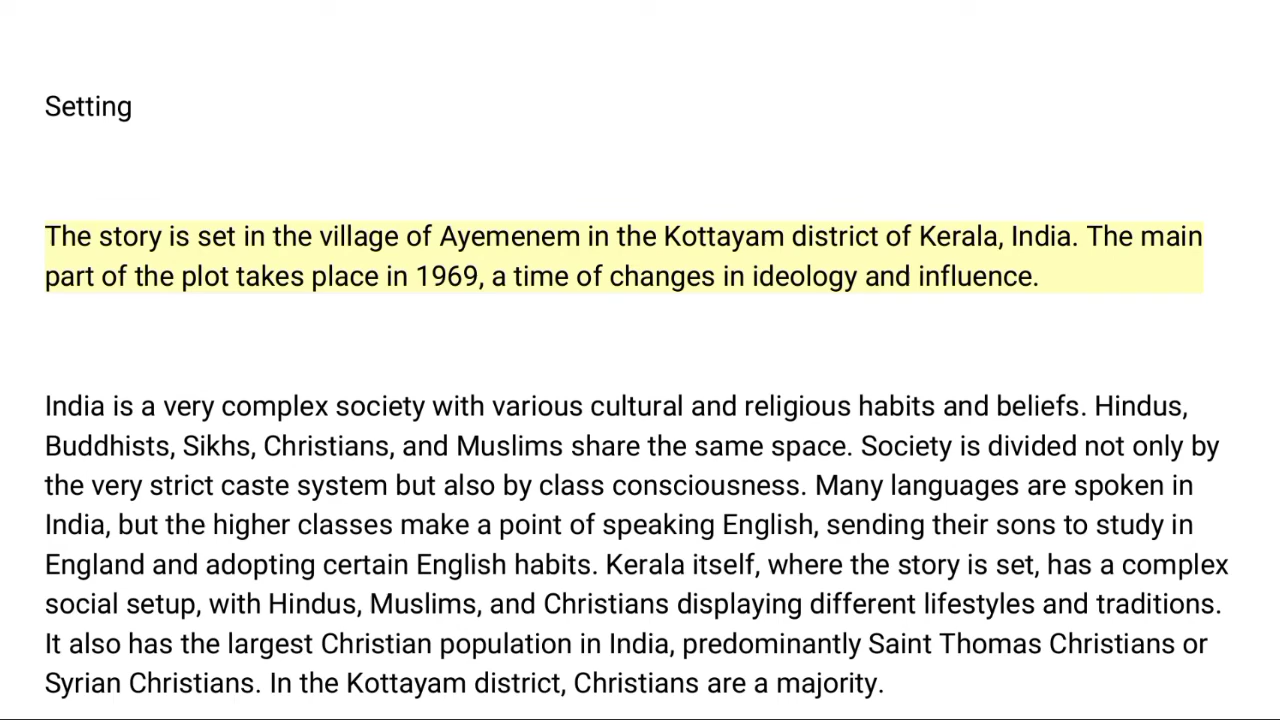 Setting
The story is set in the village of Ayemenem in the Kottayam district of Kerala, India. The main
part of the plot takes place in 1969, a time of changes in ideology and influence.
India is a very complex society with various cultural and religious habits and beliefs. Hindus,
Buddhists, Sikhs, Christians, and Muslims share the same space. Society is divided not only by
the very strict caste system but also by class consciousness. Many languages are spoken in
India, but the higher classes make a point of speaking English, sending their sons to study in
England and adopting certain English habits. Kerala itself, where the story is set, has a complex
social setup, with Hindus, Muslims, and Christians displaying different lifestyles and traditions.
It also has the largest Christian population in India, predominantly Saint Thomas Christians or
Syrian Christians. In the Kottayam district, Christians are a majority.